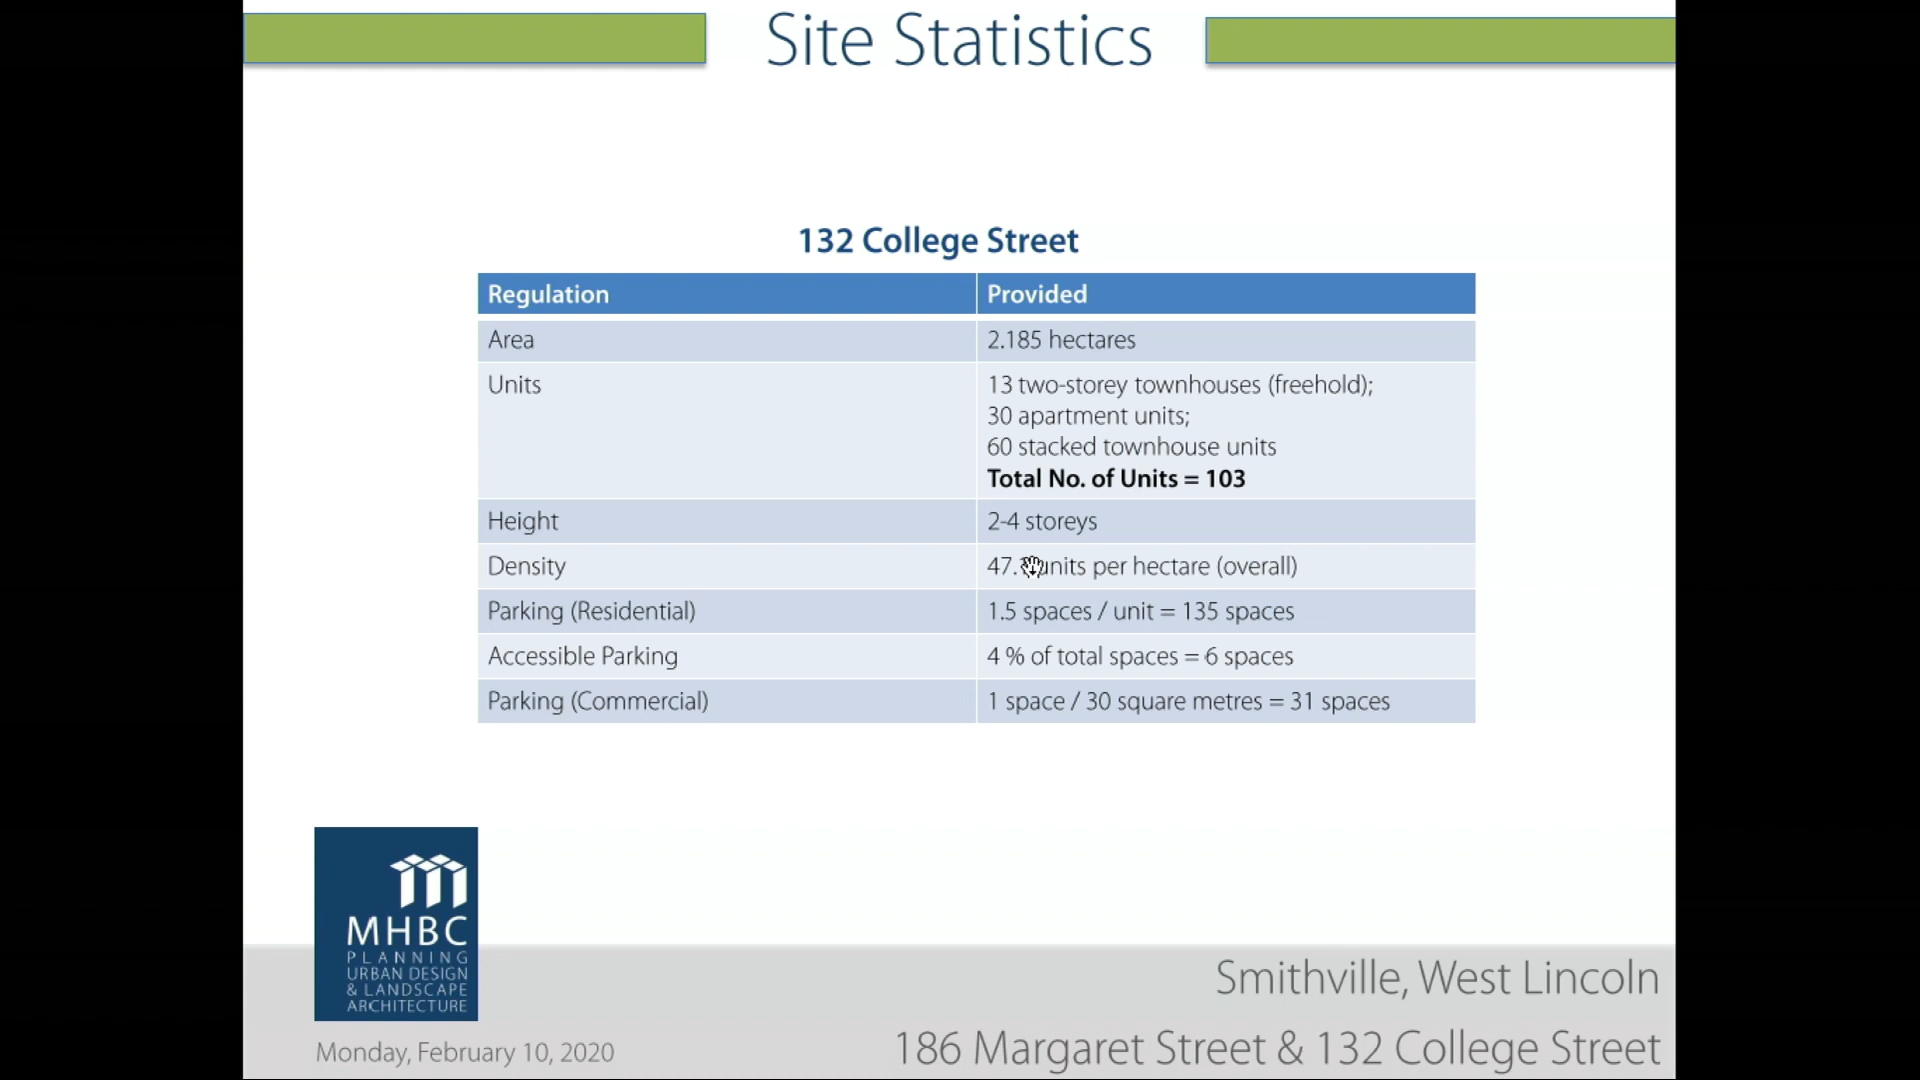 Site Statistics
132 College Street
Regulation Provided
Area 2.185 hectares
Units 13 two-storey townhouses (freehold);
30 apartment units;
60 stacked townhouse units
Total No. of Units = 103
Height 2-4 storeys
Density units per hectare (overall)
Parking (Residential) 1.5 spaces / unit = 135 spaces
Accessible Parking 4 % of total spaces = 6 spaces
Parking (Commercial) 1 space / 30 square metres = 31 spaces
MHBC
PLANNING
URBAN DESIGN
& LANDSCAPE
ARCHITECTURE
Smithville, West Lincoln
186 Margaret Street & 132 College Street
Monday, February 10, 2020